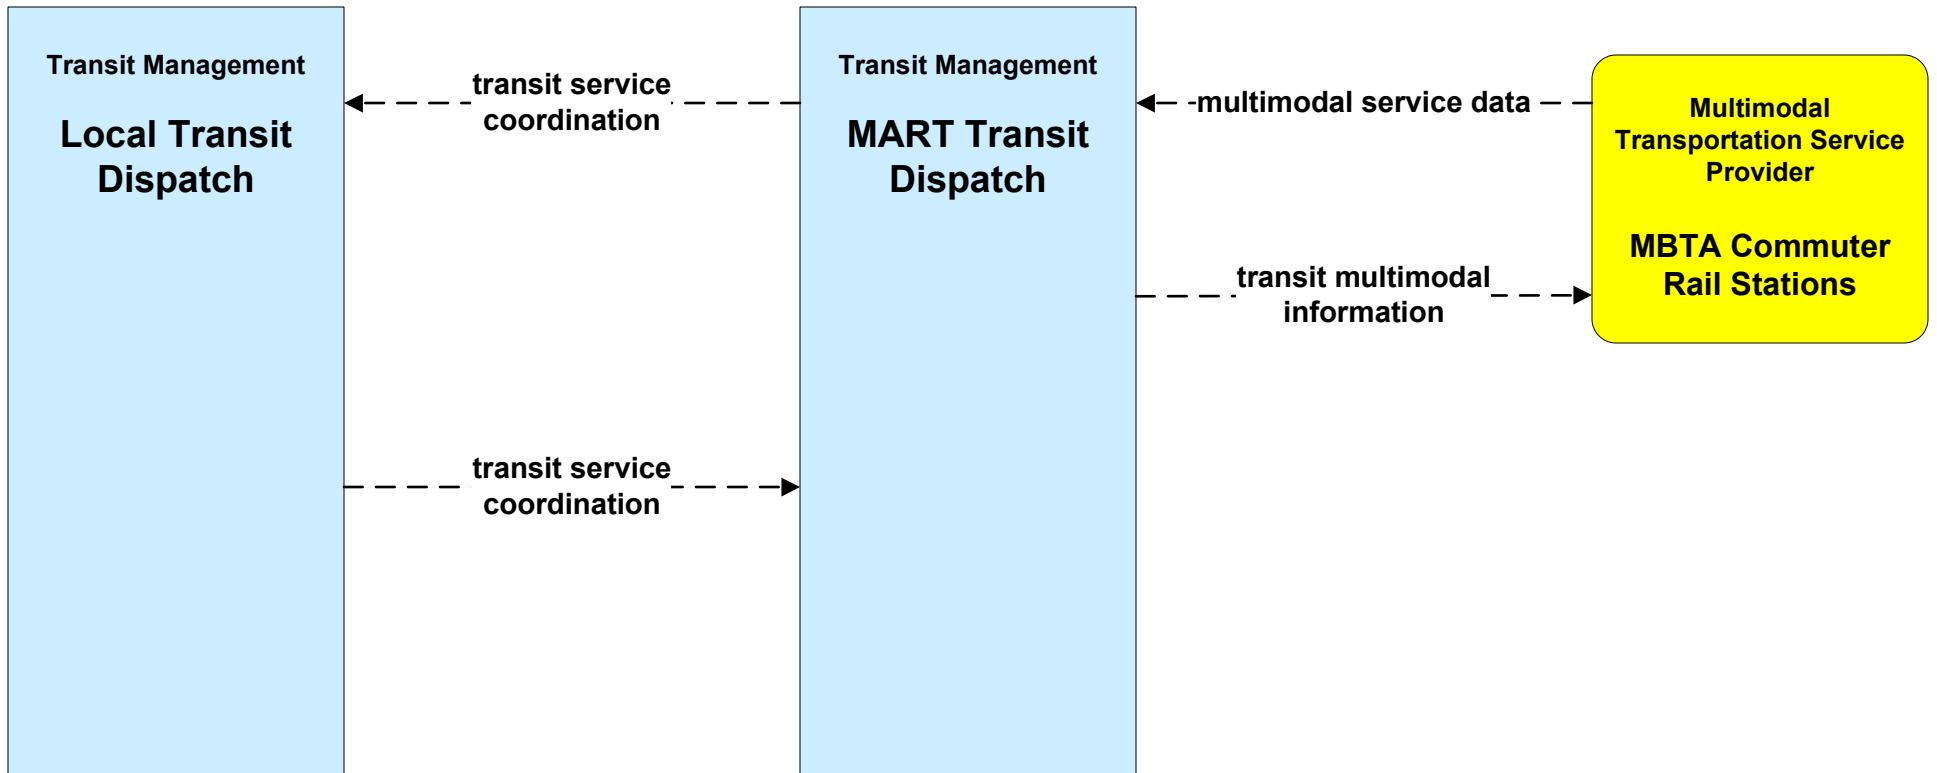 Transit Management
Local Transit
Dispatch
transit service
coordination
transit service
coordination
Transit Management
MART Transit
Dispatch
multimodal service data
transit multimodal
information
Multimodal
Transportation Service
Provider
MBTA Commuter
Rail Stations